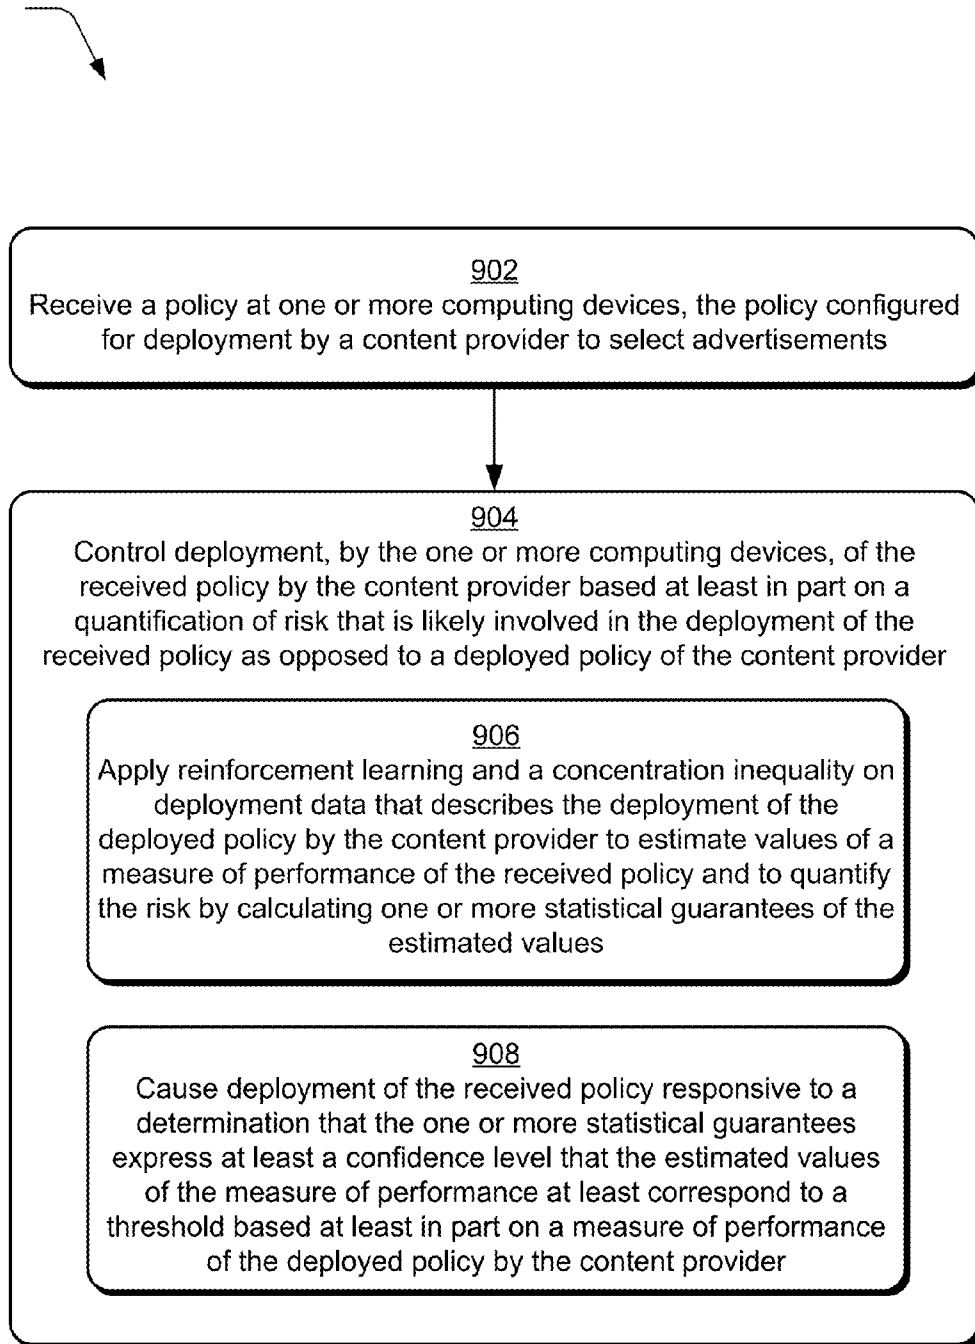 902
Receive a policy at one or more computing devices, the policy configured
for deployment by a content provider to select advertisements
904
Control deployment, by the one or more computing devices, of the
received policy by the content provider based at least in part on a
quantification of risk that is likely involved in the deployment of the
received policy as opposed to a deployed policy of the content provider
906
Apply reinforcement learning and a concentration inequality on
deployment data that describes the deployment of the
deployed policy by the content provider to estimate values of a
measure of performance of the received policy and to quantify
the risk by calculating one or more statistical guarantees of the
estimated values
908
Cause deployment of the received policy responsive to a
determination that the one or more statistical guarantees
express at least a confidence level that the estimated values
of the measure of performance at least correspond to a
threshold based at least in part on a measure of performance
of the deployed policy by the content provider